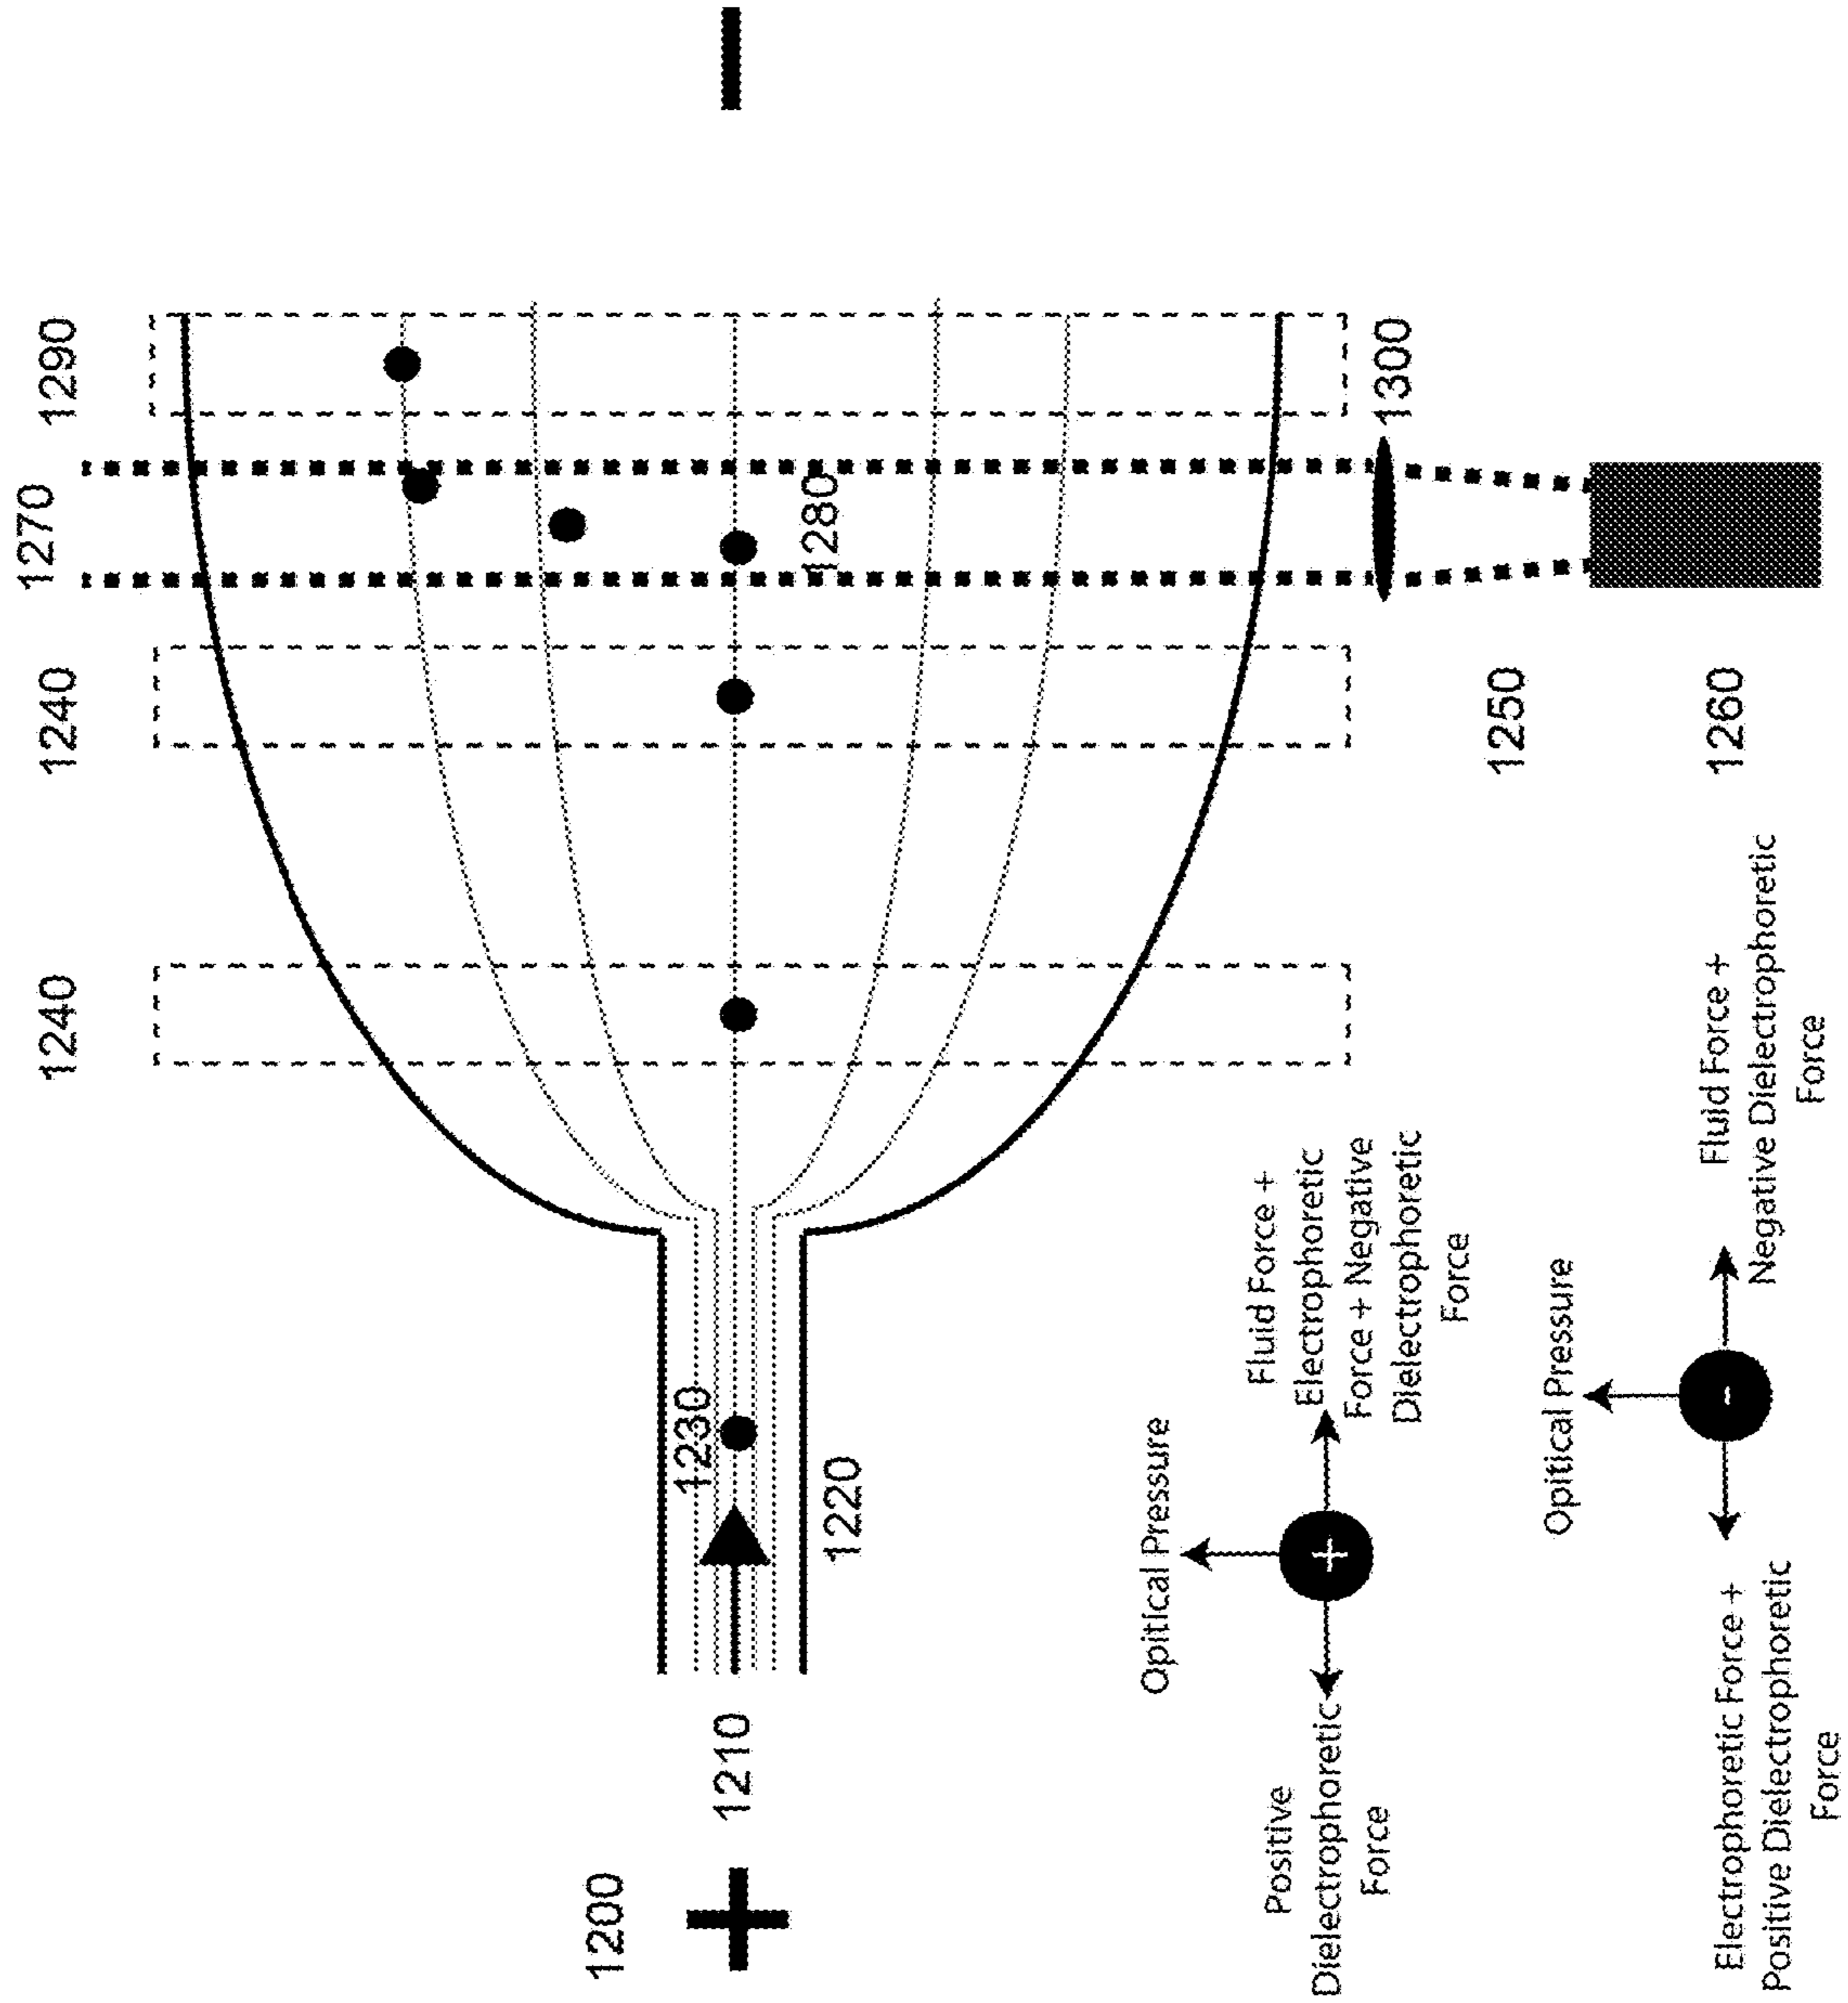 1240
1240
1270
1290
1200
+
1210
1230
1220
1280
−
1300
1250
1260
Opitical Pressure
Positive
Dielectrophoretic
Force
+
Fluid Force +
Electrophoretic
Force + Negative
Dielectrophoretic
Force
Opitical Pressure
Electrophoretic Force +
Positive Dielectrophoretic
Force
-
Fluid Force +
Negative Dielectrophoretic
Force